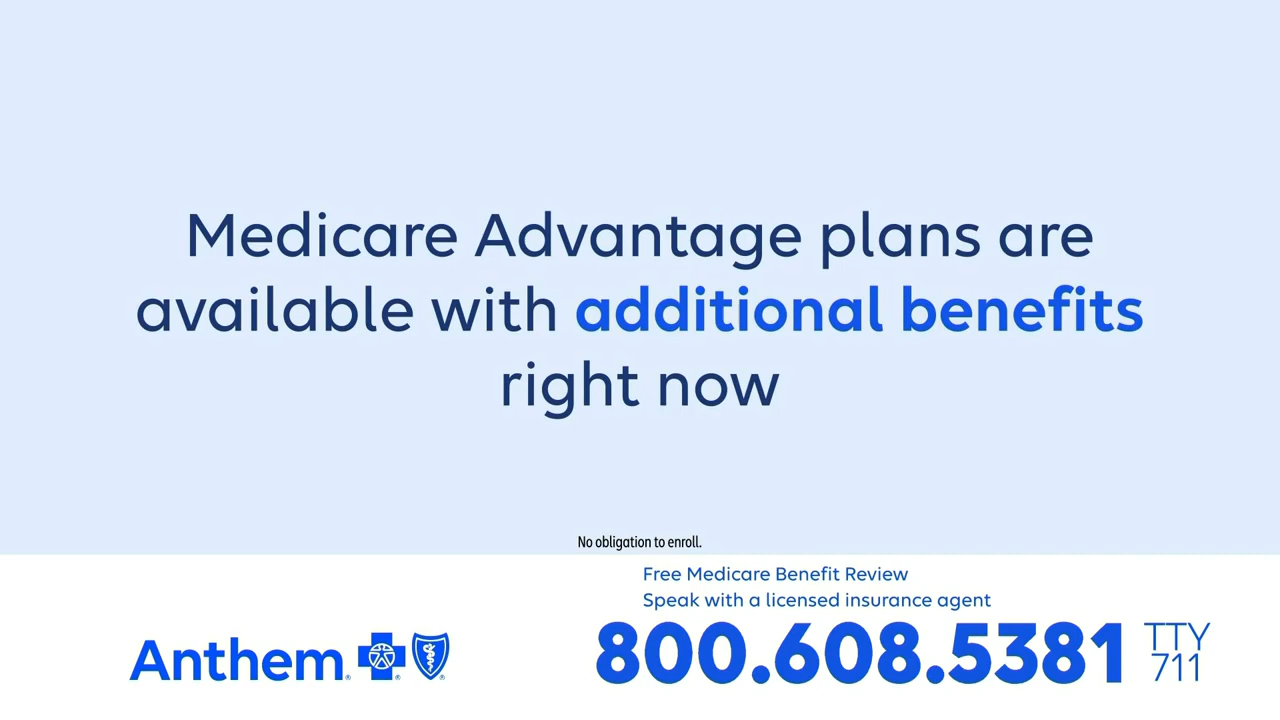 Medicare Advantage plans are
available with additional benefits
right now
No obligation to enroll.
Free Medicare Benefit Review
Speak with a licensed insurance agent
Anthem
800.608.5381
TTY
711